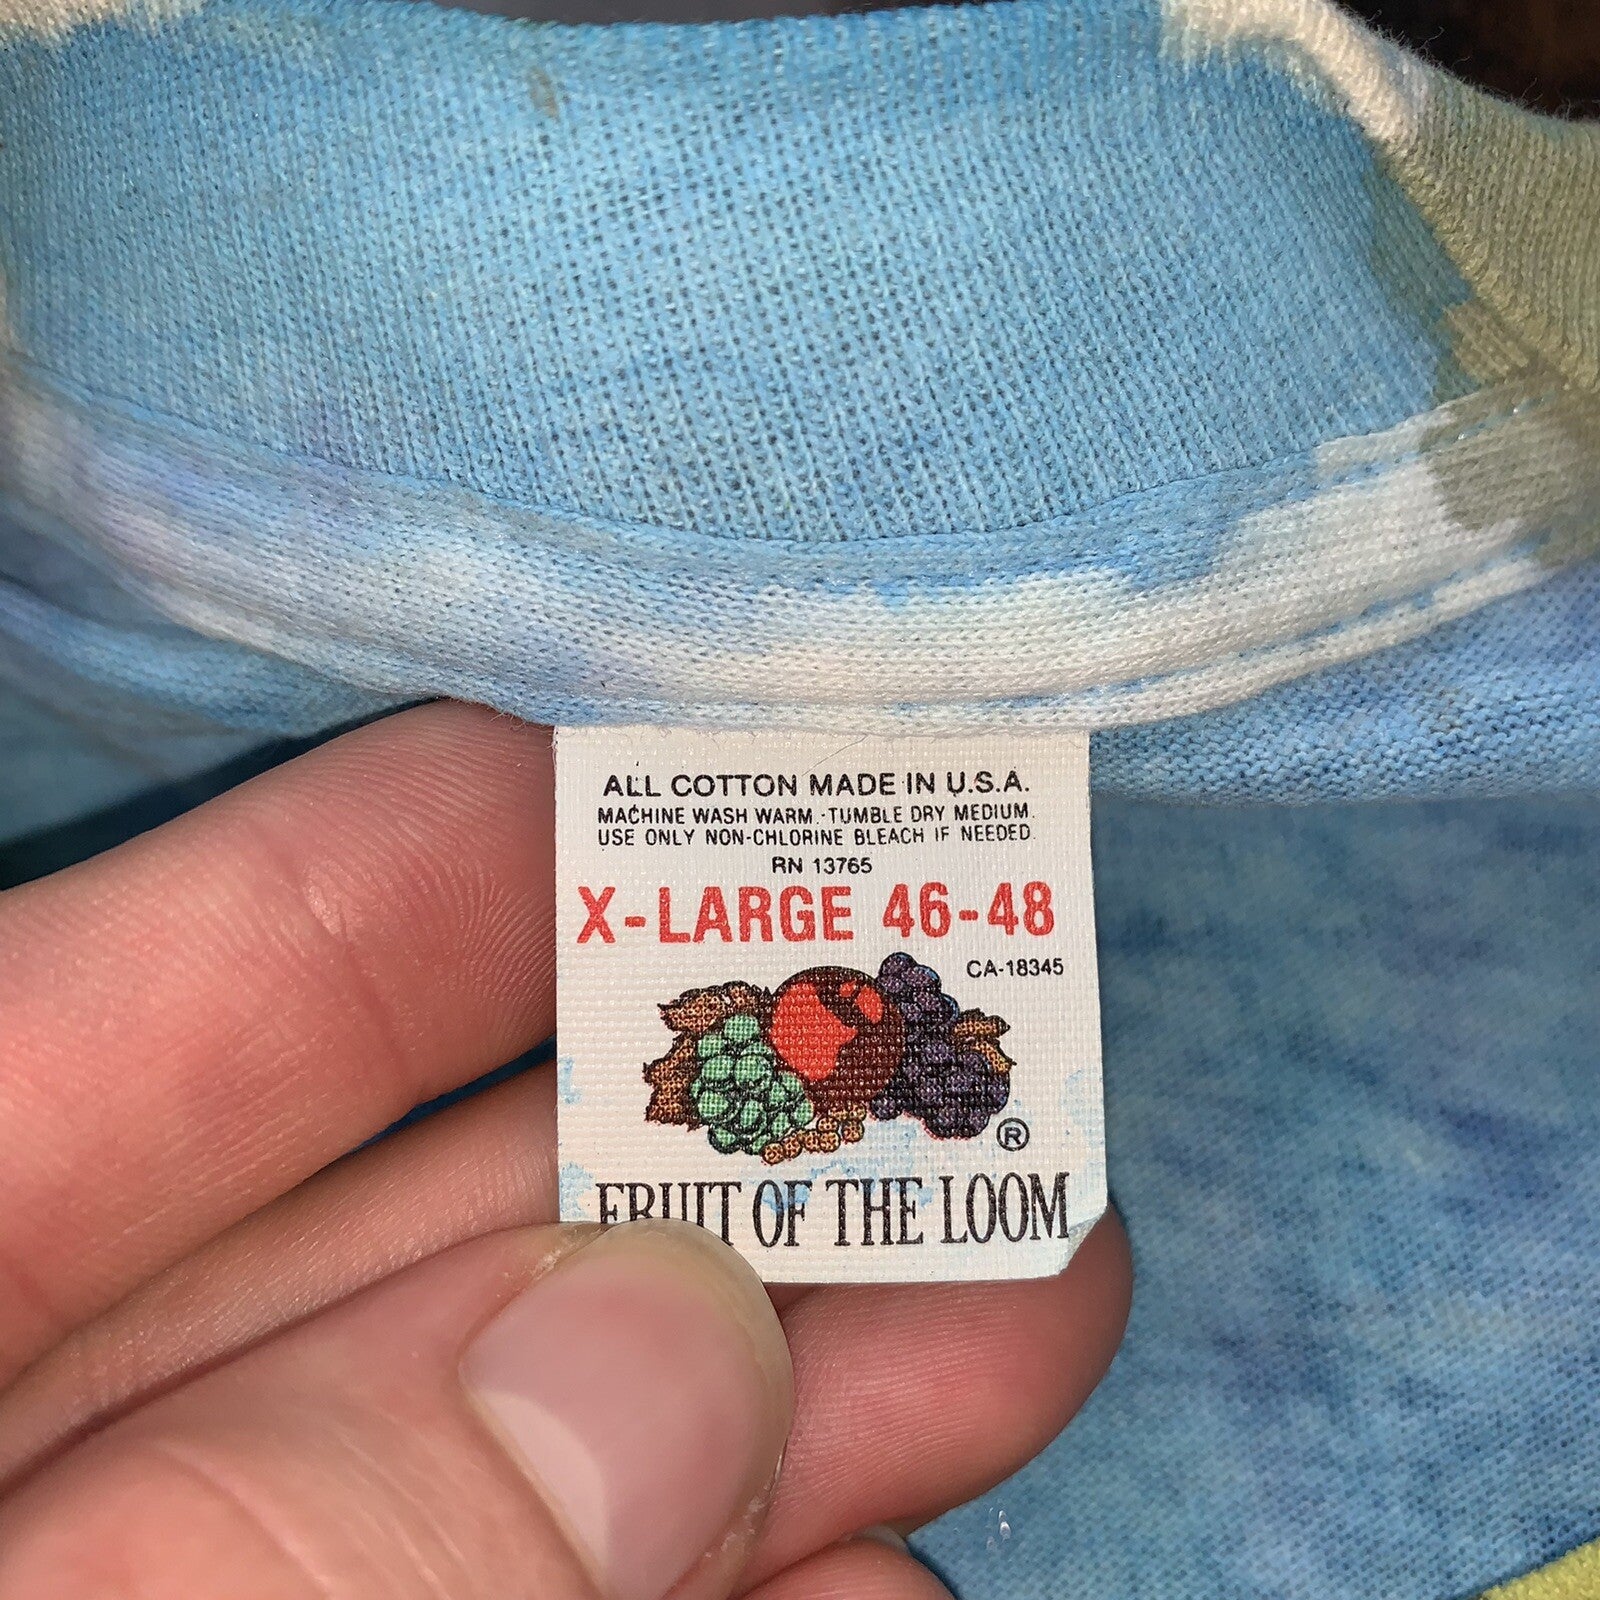 ALL COTTON MADE IN U.S.A.
MACHINE WASH WARM. TUMBLE DRY MEDIUM.
USE ONLY NON-CHLORINE BLEACH IF NEEDED.
RN 13765
X-LARGE 46-48
CA-18345
®
FRUIT OF THE LOOM